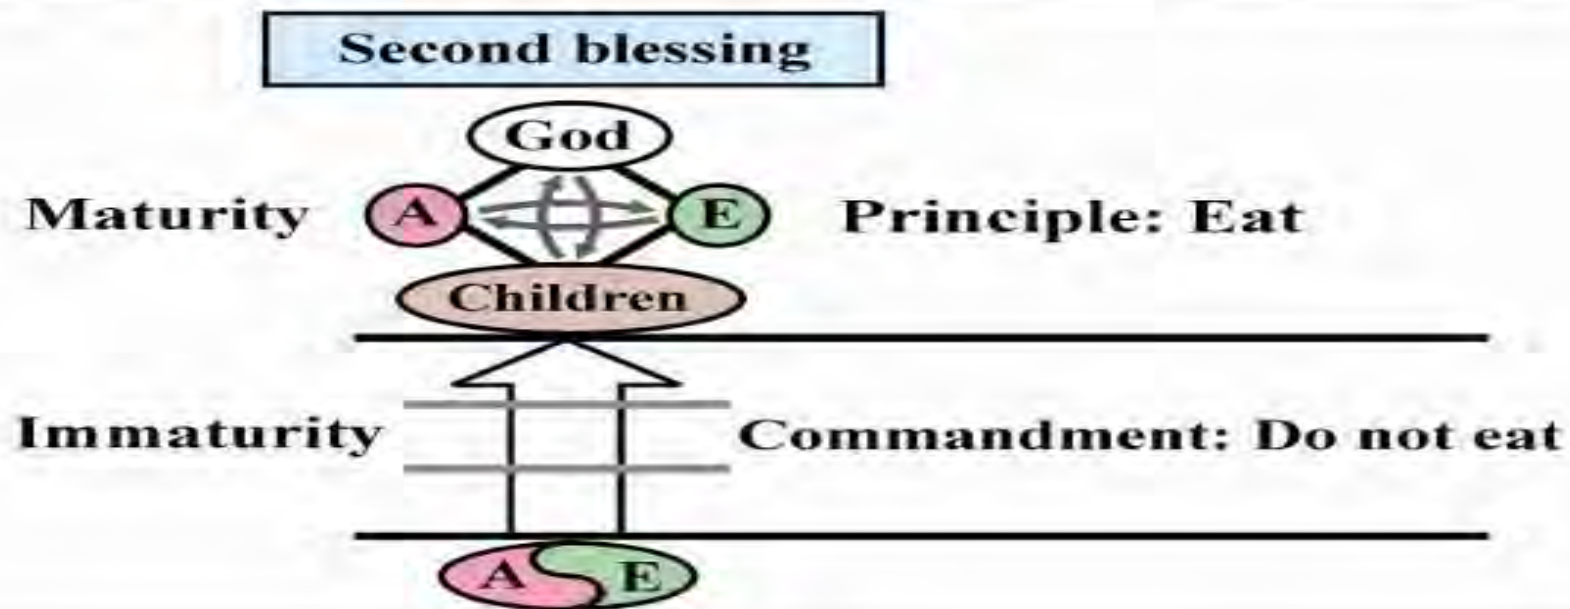 Second blessing
God
Maturity A E Principle: Eat
Children
Immaturity Commandment: Do not eat
A E